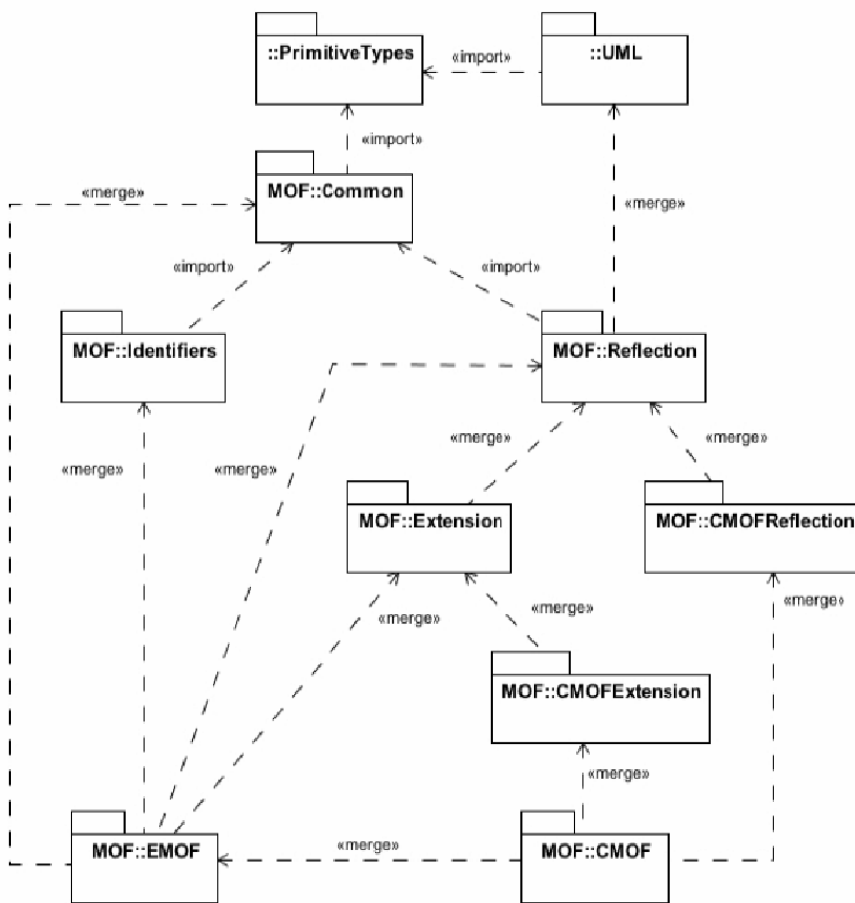 ::PrimitiveTypes
«import»
::UML
«import»
«merge»
MOF::Common
«merge»
«import»
«import»
MOF::Identifiers
MOF::Reflection
«merge»
«merge»
«merge»
«merge»
MOF::Extension
MOF::CMOFReflection
«merge»
«merge»
«merge»
MOF::CMOFExtension
«merge»
MOF::EMOF
«merge»
MOF::CMOF